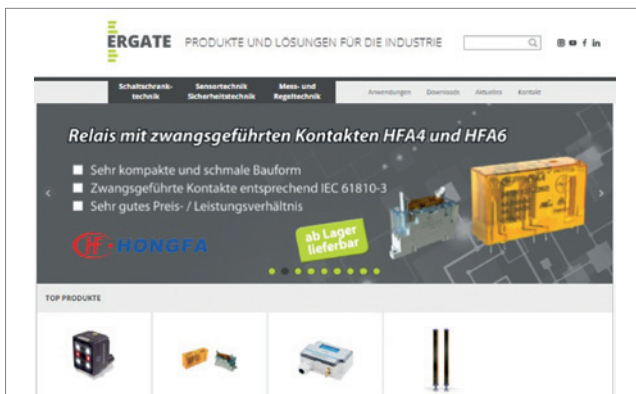 ERGATE
PRODUKTE UND LÖSUNGEN FÜR DIE INDUSTRIE
Schaltschrank-
technik
Sensortechnik
Sicherheitstechnik
Mess- und
Regeltechnik
Anwendungen
Downloads
Aktuelles
Kontakt
Relais mit zwangsgeführten Kontakten HFA4 und HFA6
Sehr kompakte und schmale Bauform
Zwangsgeführte Kontakte entsprechend IEC 61810-3
Sehr gutes Preis- / Leistungsverhältnis
HF HONGFA
ab Lager
lieferbar
TOP PRODUKTE